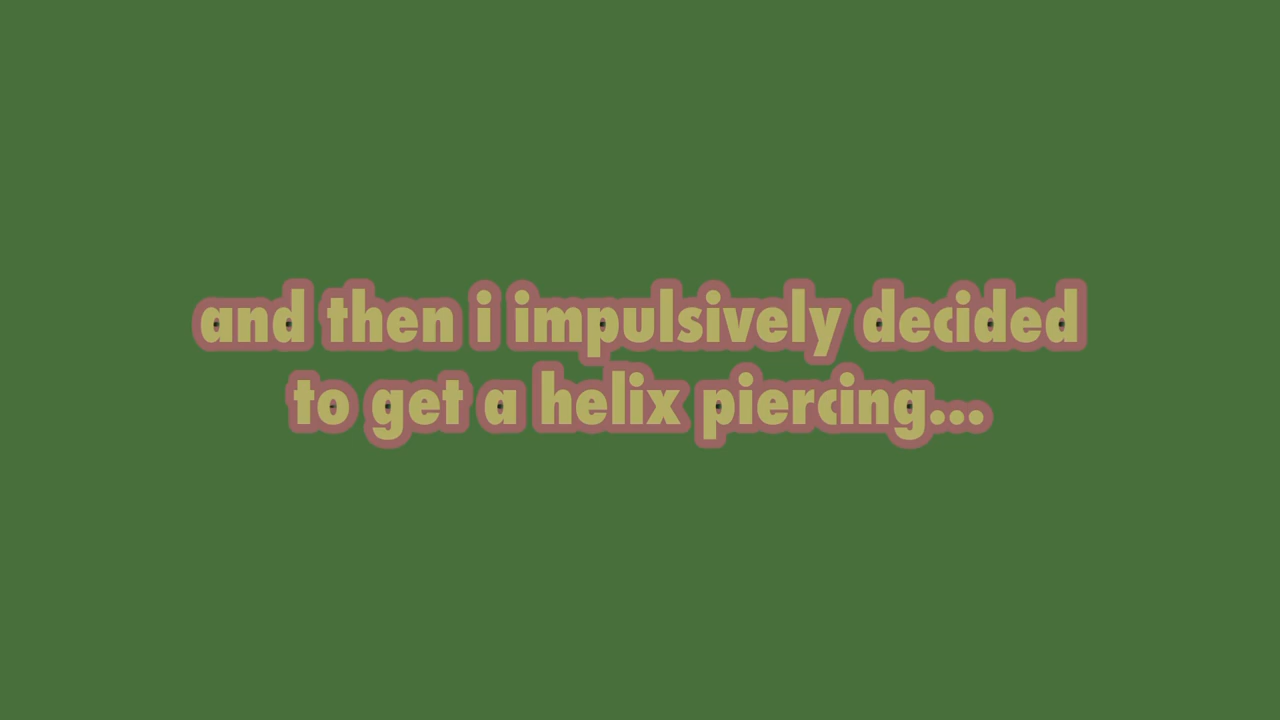 and then i impulsively decided
to get a helix piercing...